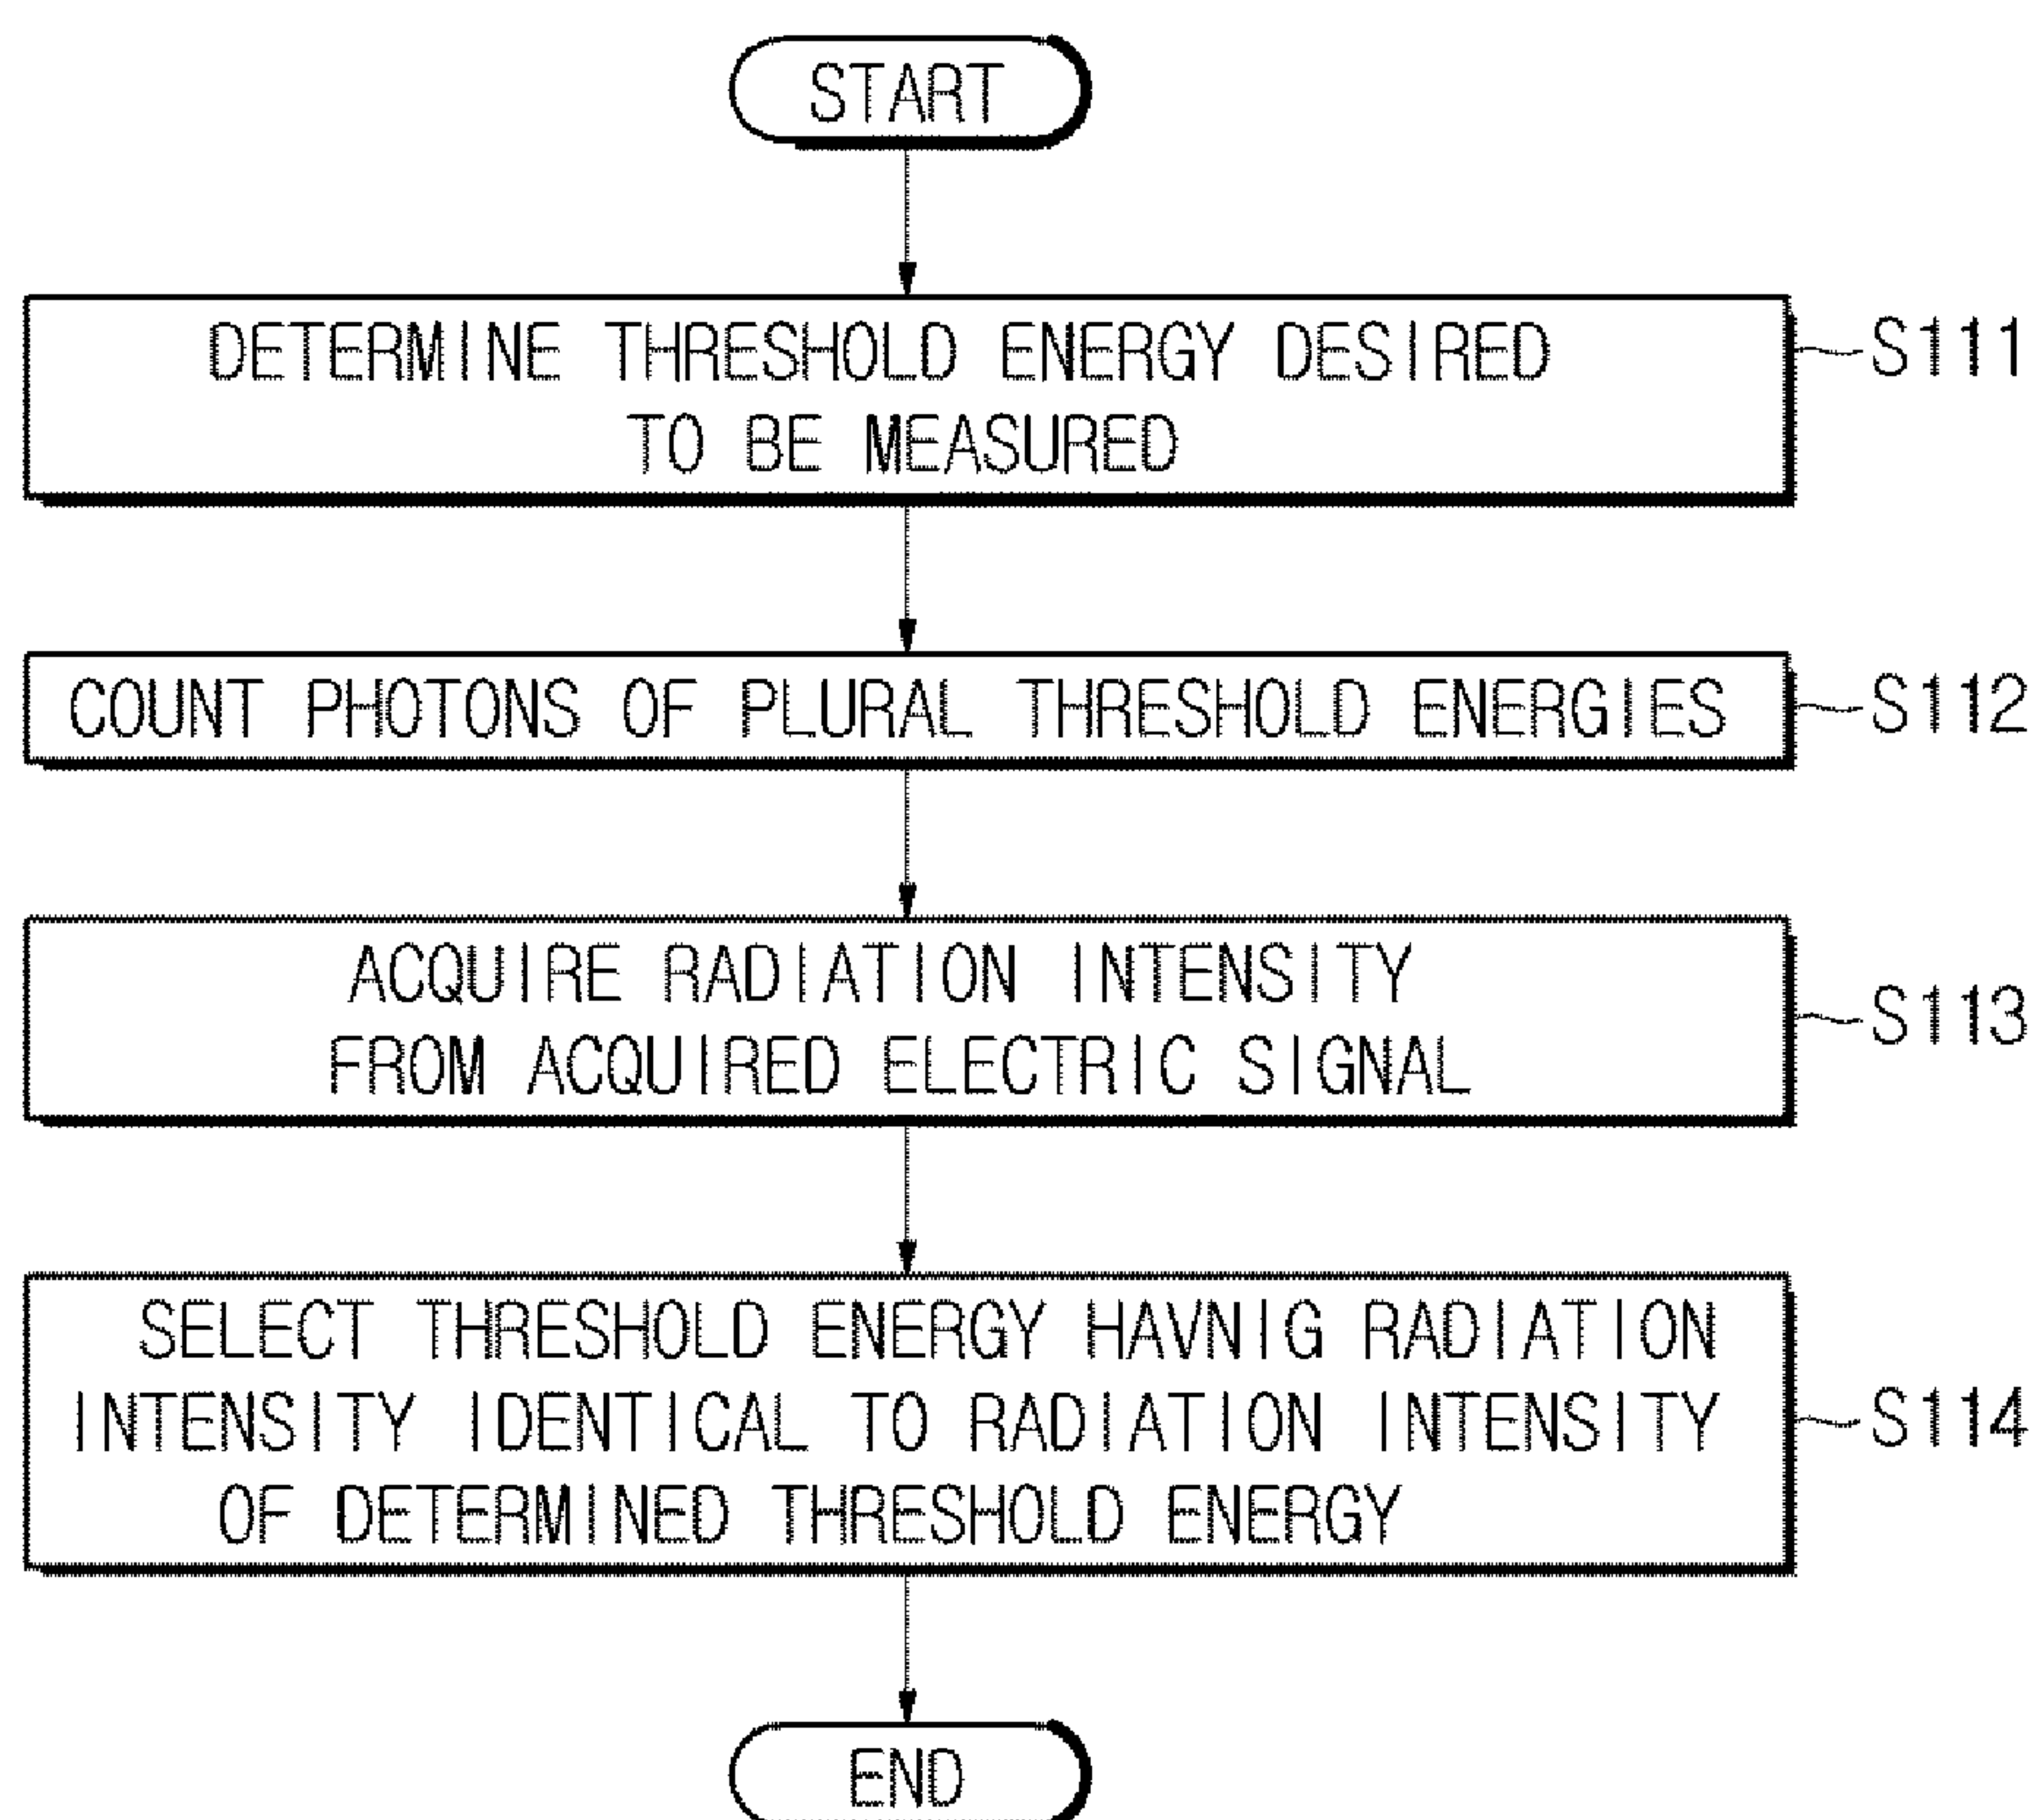 START
DETERMINE THRESHOLD ENERGY DESIRED
TO BE MEASURED
S111
COUNT PHOTONS OF PLURAL THRESHOLD ENERGIES
S112
ACQUIRE RADIATION INTENSITY
FROM ACQUIRED ELECTRIC SIGNAL
S113
SELECT THRESHOLD ENERGY HAVNIG RADIATION
INTENSITY IDENTICAL TO RADIATION INTENSITY
OF DETERMINED THRESHOLD ENERGY
S114
END